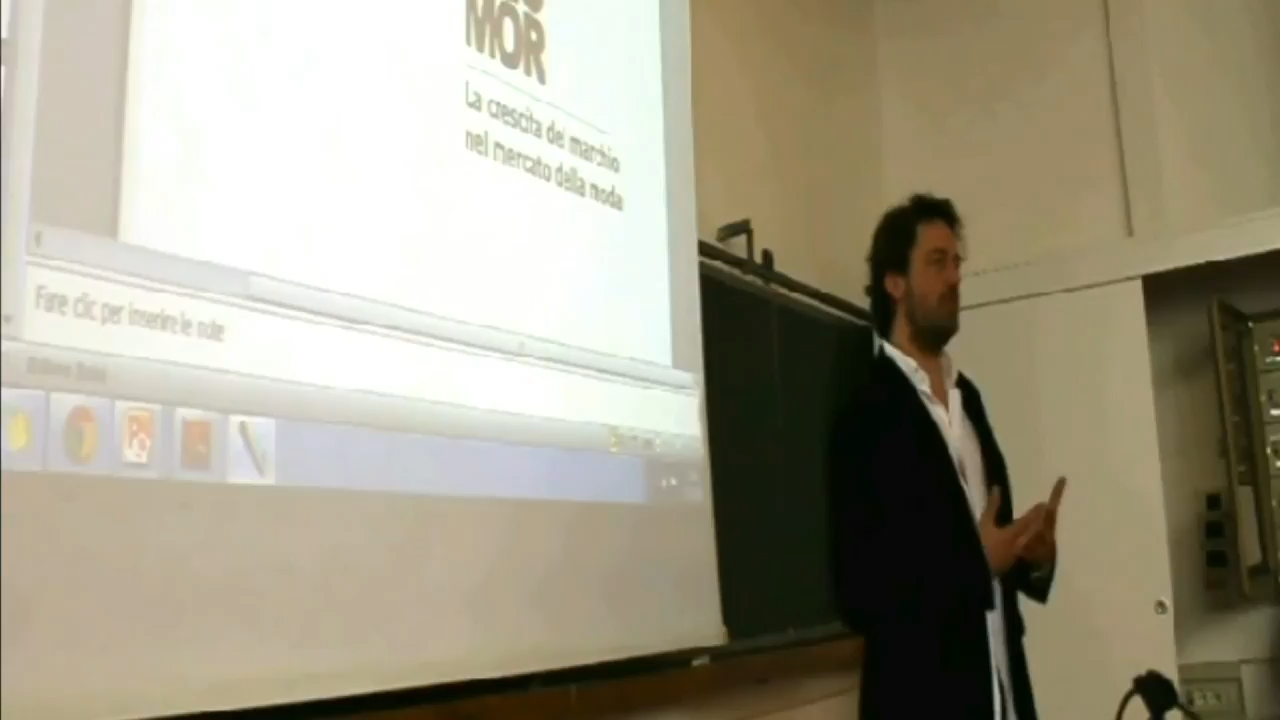 MOR
La crescita del marchio
nel mercato della moda
Fare clic per inserire le note